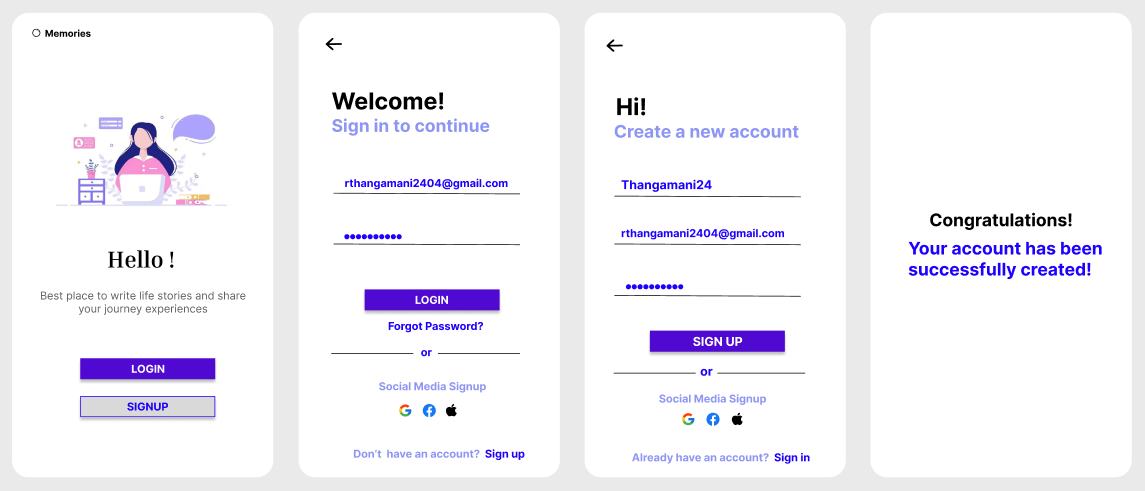 Memories
Hello !
Best place to write life stories and share
your journey experiences
LOGIN
SIGNUP
Welcome!
Sign in to continue
rthangamani2404@gmail.com
••••••••••
LOGIN
Forgot Password?
or
Social Media Signup
Don't have an account? Sign up
Hi!
Create a new account
Thangamani24
rthangamani2404@gmail.com
••••••••••
SIGN UP
or
Social Media Signup
Already have an account? Sign in
Congratulations!
Your account has been
successfully created!